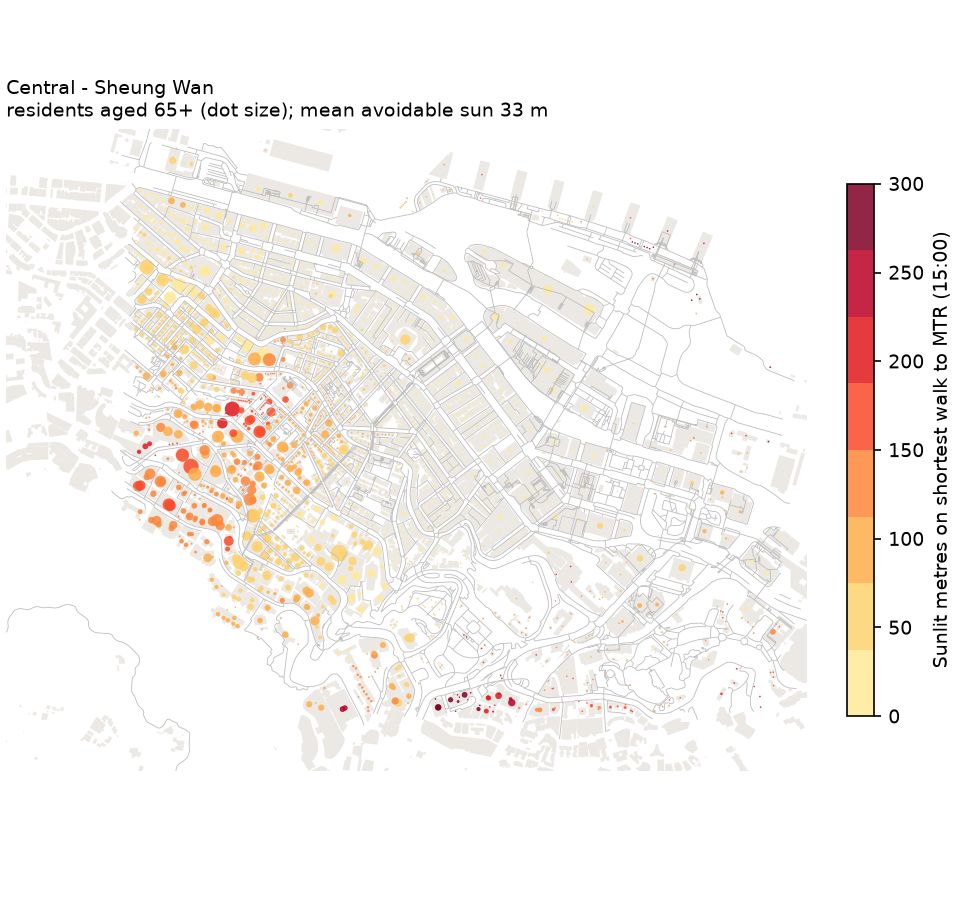 Central - Sheung Wan
residents aged 65+ (dot size); mean avoidable sun 33 m
300
250
200
150
100
50
0
Sunlit metres on shortest walk to MTR (15:00)